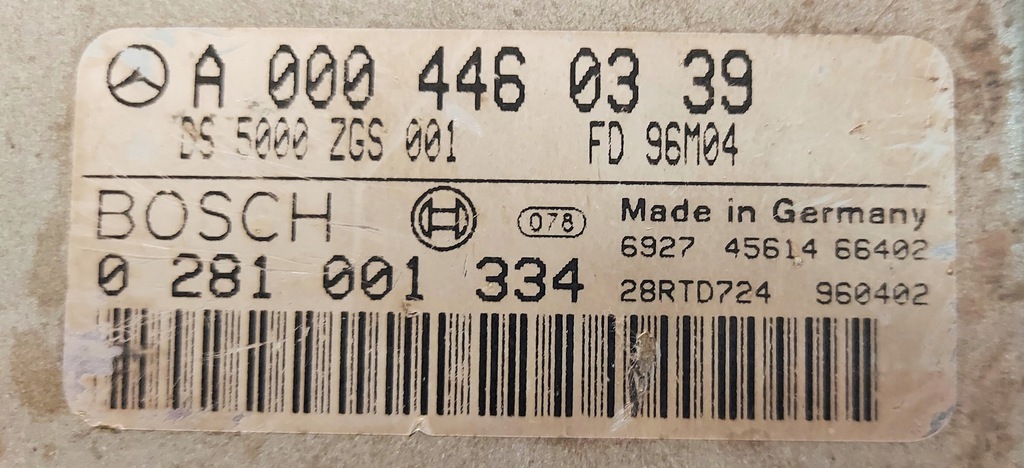 A 000 446 03 39
DS 5000 ZGS 001 FD 96M04
BOSCH 078 Made in Germany
6927 45614 66402
0 281 001 334 28RTD724 960402